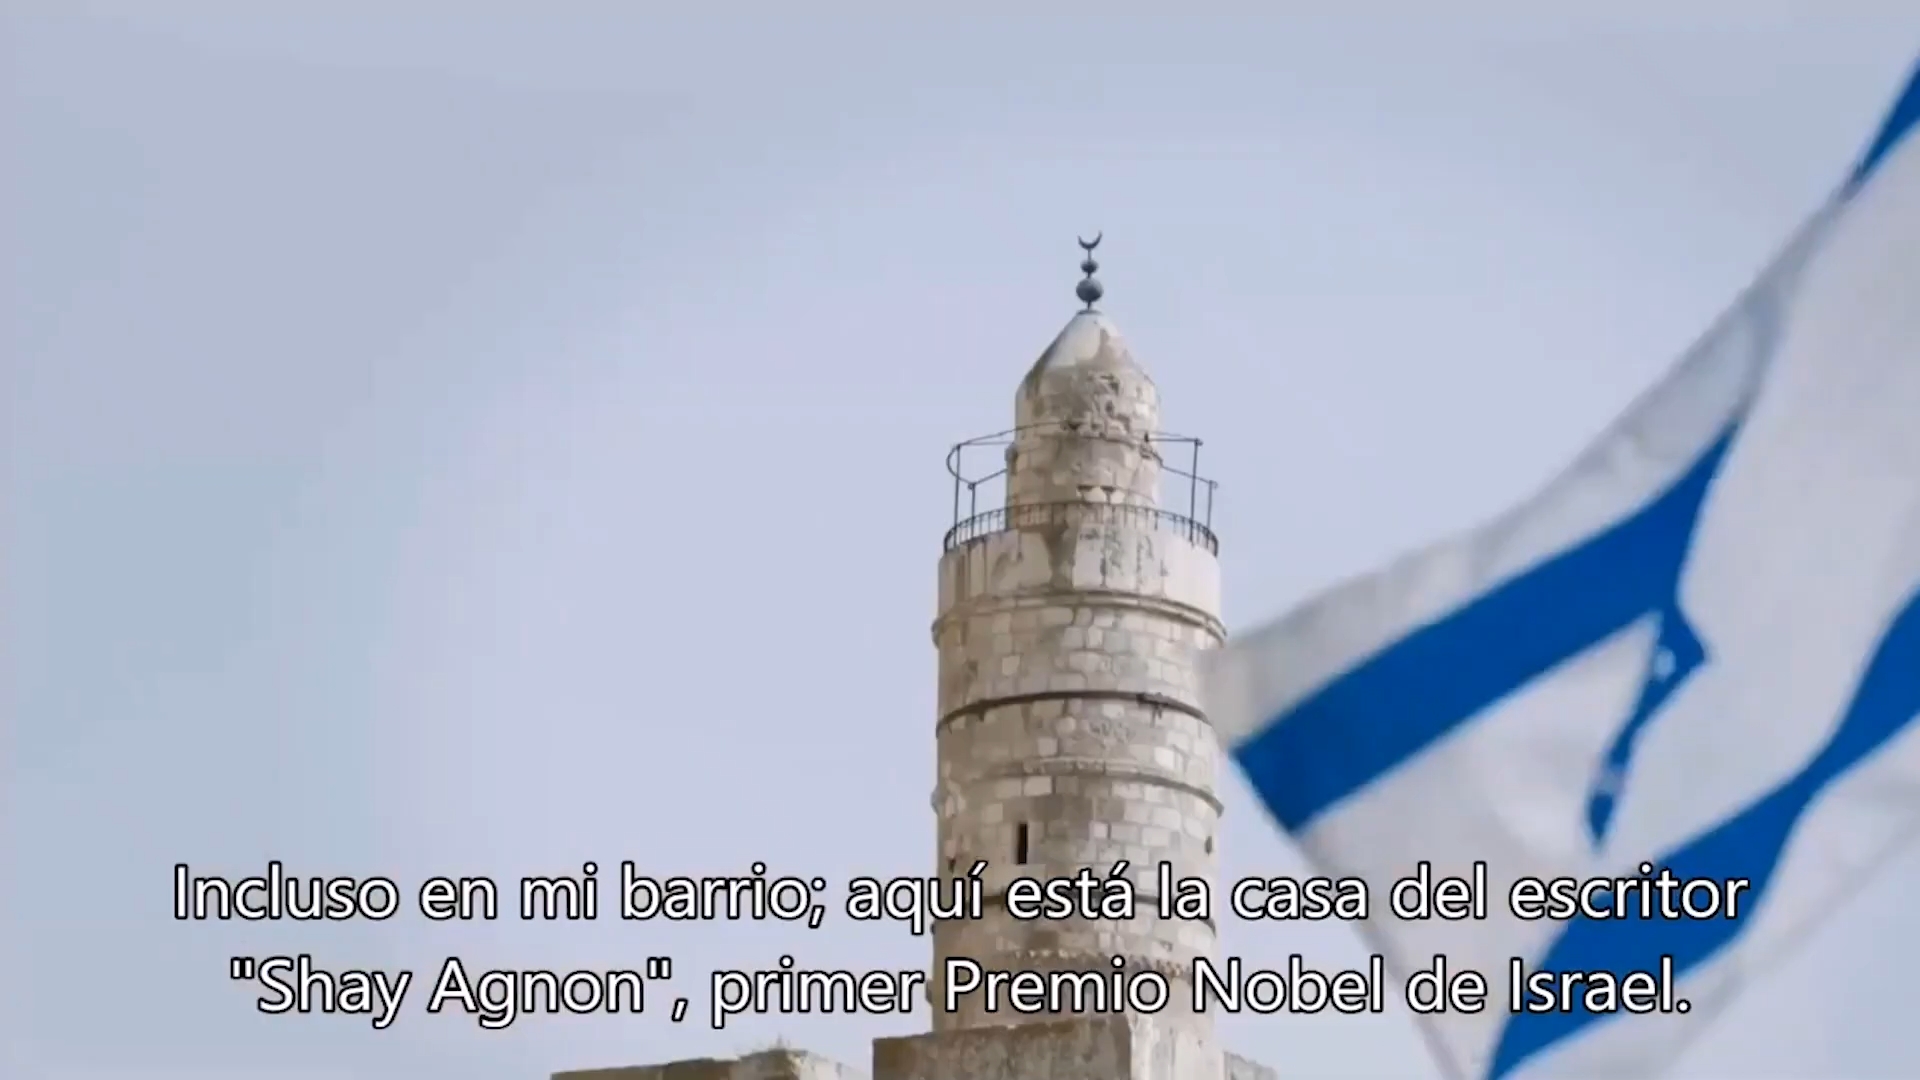 Incluso en mi barrio; aquí está la casa del escritor
"Shay Agnon", primer Premio Nobel de Israel.